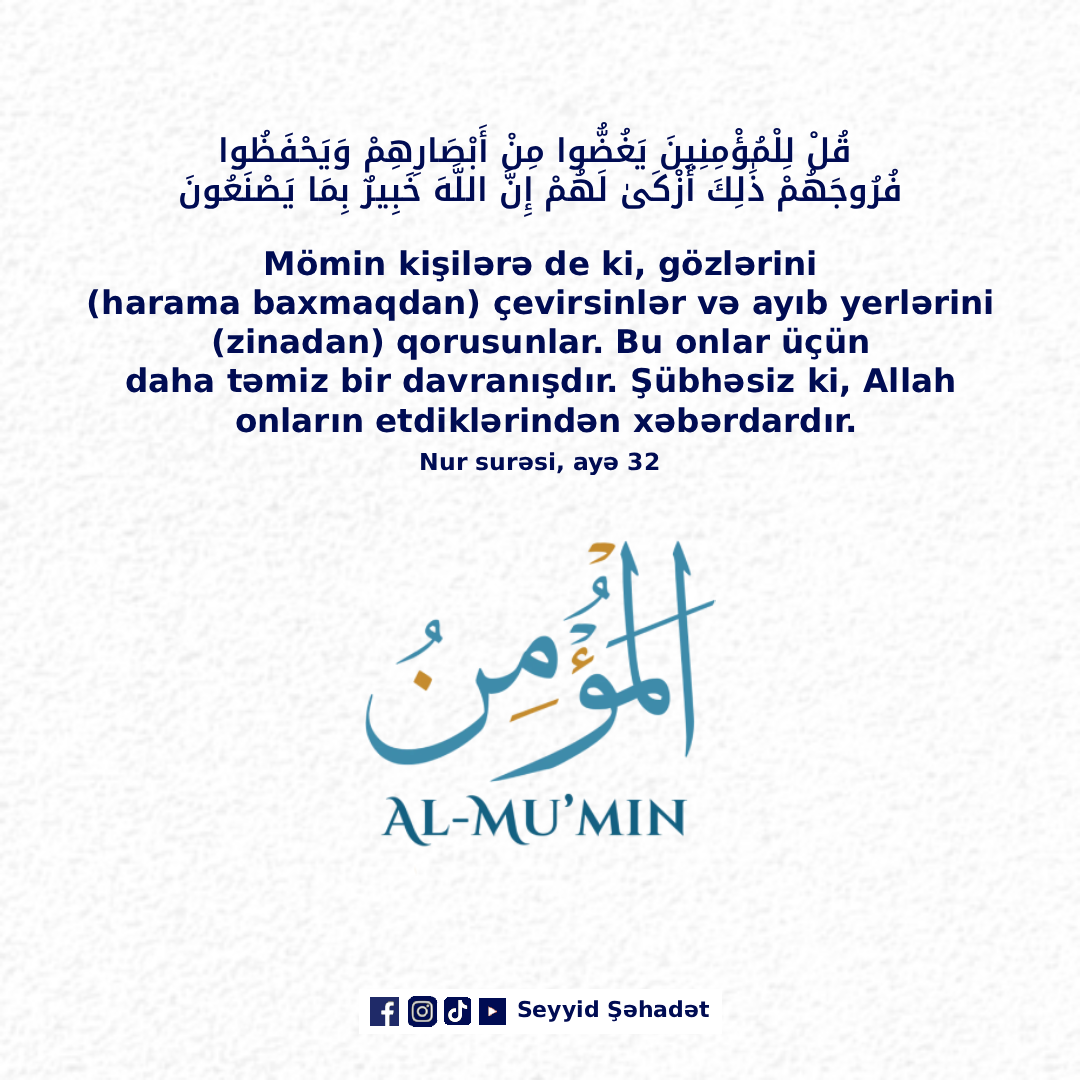 قُلْ لِلْمُؤْمِنِينَ يَغُضُّوا مِنْ أَبْصَارِهِمْ وَيَحْفَظُوا
فُرُوجَهُمْ ذَٰلِكَ أَزْكَىٰ لَهُمْ إِنَّ اللَّهَ خَبِيرٌ بِمَا يَصْنَعُونَ
Mömin kişilərə de ki, gözlərini
(harama baxmaqdan) çevirsinlər və ayıb yerlərini
(zinadan) qorusunlar. Bu onlar üçün
daha təmiz bir davranışdır. Şübhəsiz ki, Allah
onların etdiklərindən xəbərdardır.
Nur surəsi, ayə 32
الْمُؤْمِنُ
AL-MU’MIN
Seyyid Şəhadət